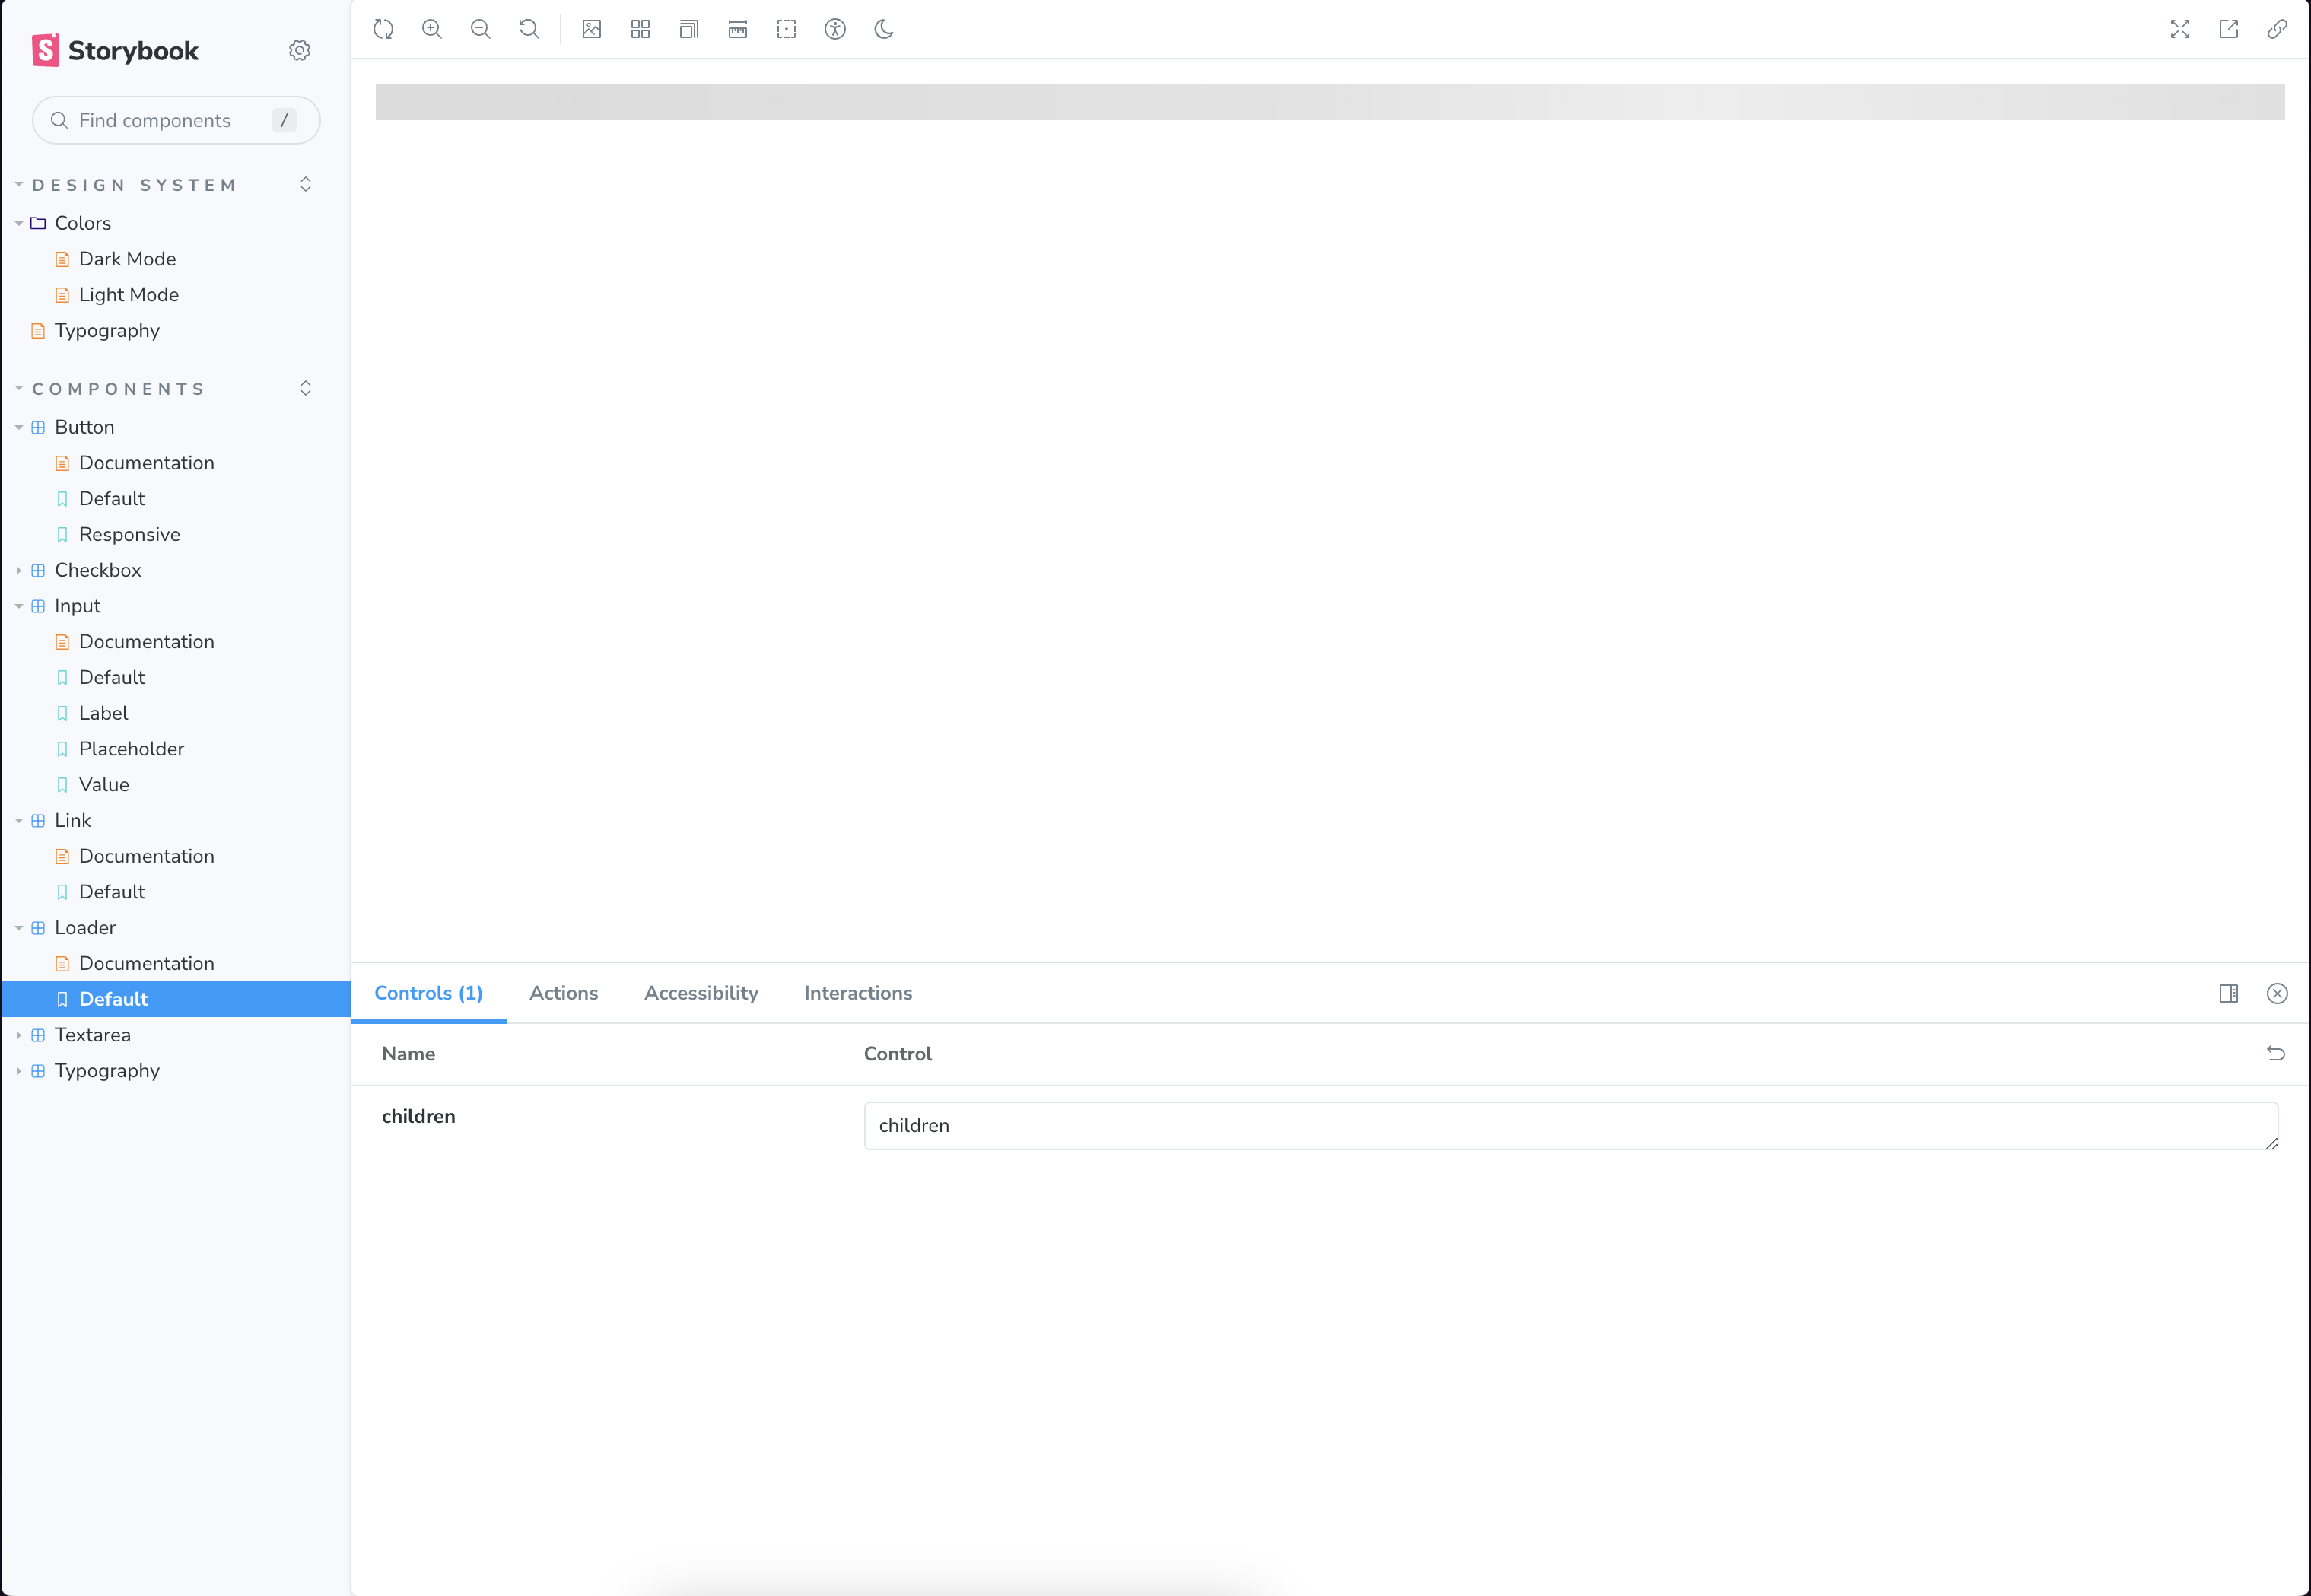 Storybook
Find components /
DESIGN SYSTEM
Colors
Dark Mode
Light Mode
Typography
COMPONENTS
Button
Documentation
Default
Responsive
Checkbox
Input
Documentation
Default
Label
Placeholder
Value
Link
Documentation
Default
Loader
Documentation
Default
Textarea
Typography
Controls (1) Actions Accessibility Interactions
Name Control
children children